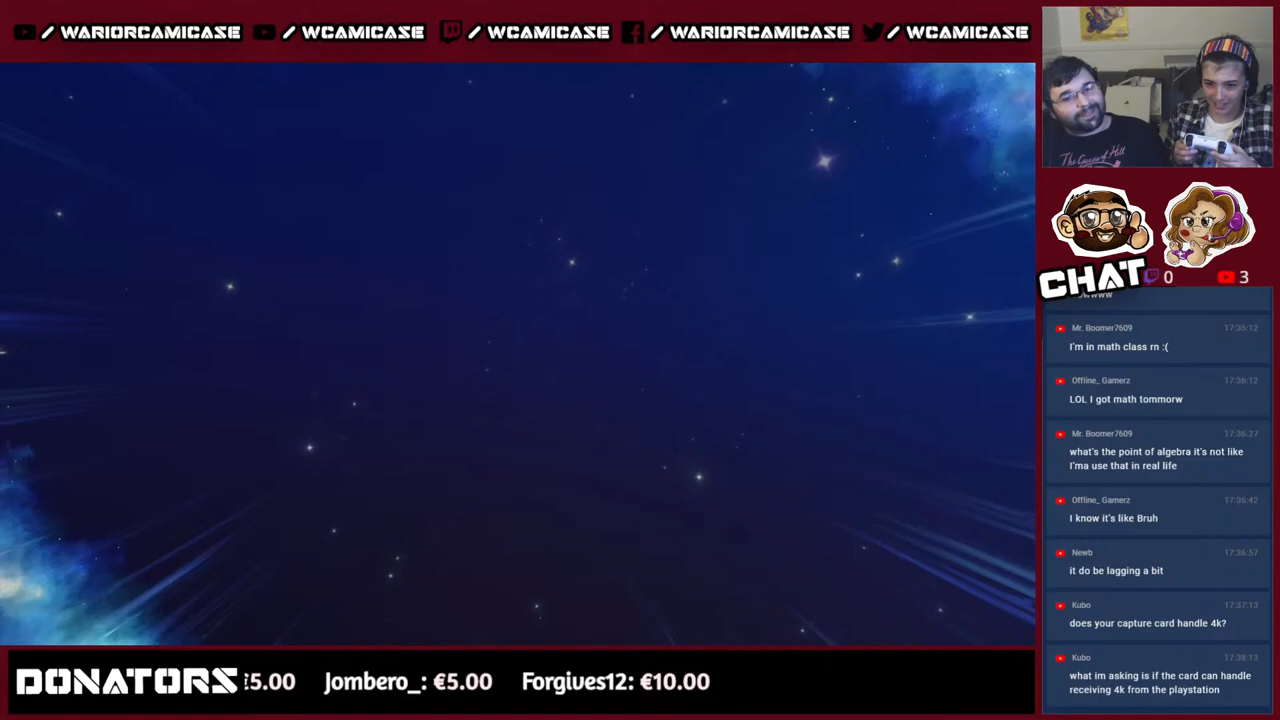 / WARIORCAMICASE / WCAMICASE / WCAMICASE / WARIORCAMICASE / WCAMICASE
CHAT 0 3
Mr. Boomer7609 17:35:12
I'm in math class rn :(
Offline_ Gamerz 17:36:12
LOL I got math tommorw
Mr. Boomer7609 17:36:27
what's the point of algebra it's not like
I'ma use that in real life
Offline_ Gamerz 17:36:42
I know it's like Bruh
Newb 17:36:57
it do be lagging a bit
Kubo 17:37:13
does your capture card handle 4k?
Kubo 17:38:13
what im asking is if the card can handle
receiving 4k from the playstation
DONATORS €5.00 Jombero_: €5.00 Forgives12: €10.00